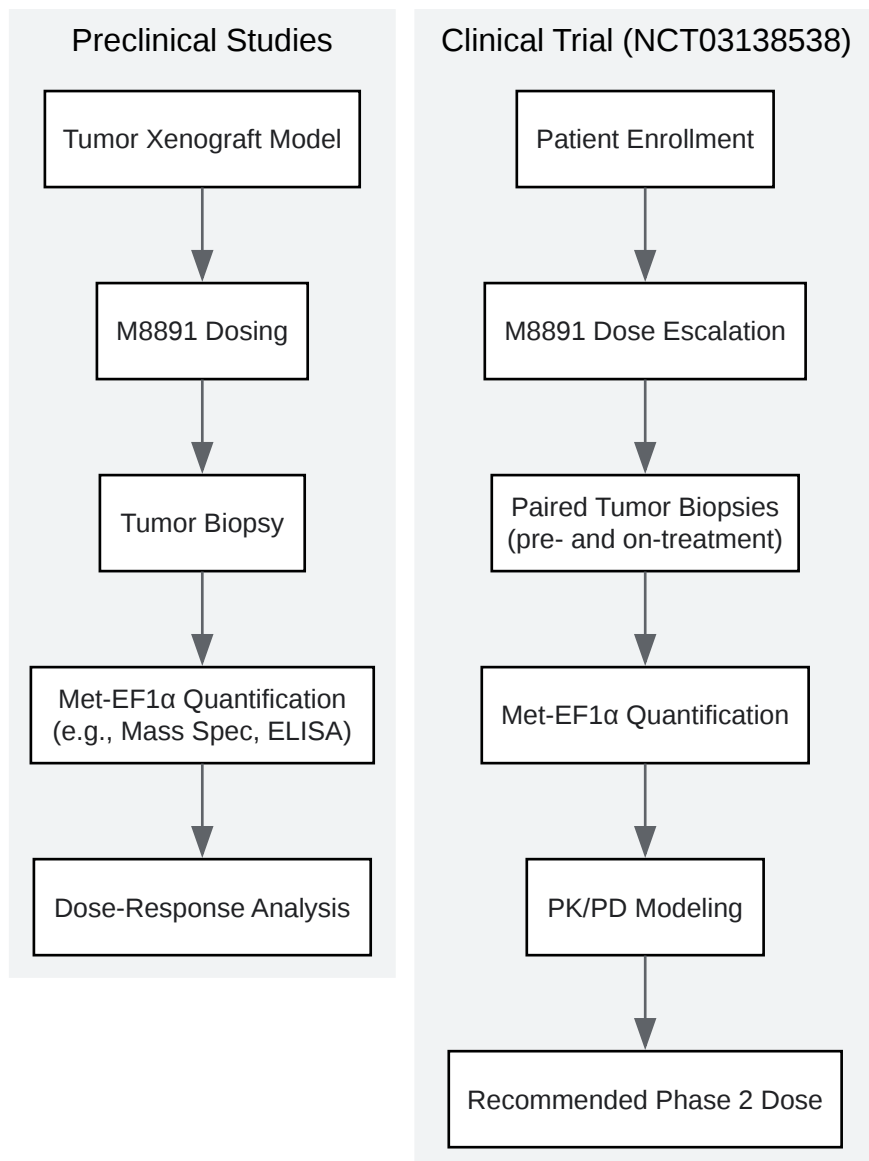 Preclinical Studies
Tumor Xenograft Model
M8891 Dosing
Tumor Biopsy
Met-EF1α Quantification
(e.g., Mass Spec, ELISA)
Dose-Response Analysis
Clinical Trial (NCT03138538)
Patient Enrollment
M8891 Dose Escalation
Paired Tumor Biopsies
(pre- and on-treatment)
Met-EF1α Quantification
PK/PD Modeling
Recommended Phase 2 Dose